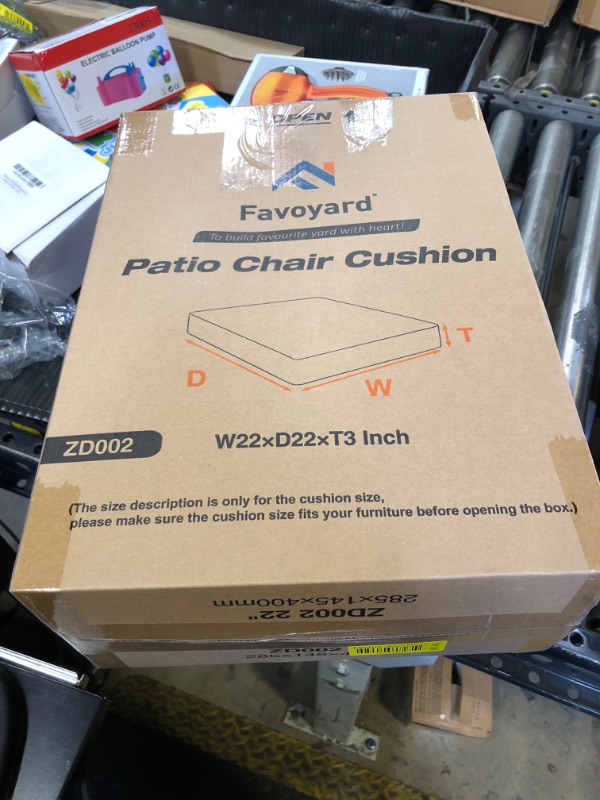 33005
ELECTRIC BALLOON PUMP
OPEN
Favoyard
To build favourite yard with heart!
Patio Chair Cushion
T
D
W
ZD002
W22×D22×T3 Inch
(The size description is only for the cushion size,
please make sure the cushion size fits your furniture before opening the box.)
285×145×400mm
ZD002 22"
ZD002